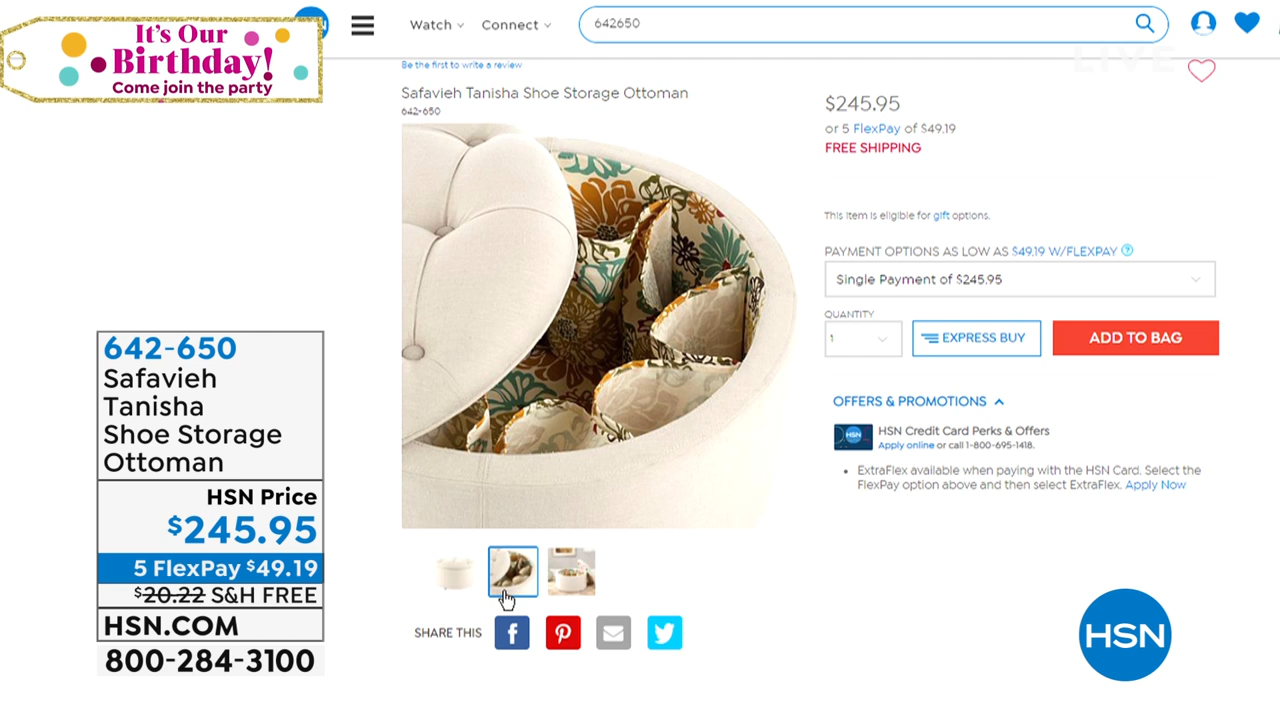 It's Our
Birthday!
Come join the party
Watch
Connect
642650
LIVE
Be the first to write a review
Safavieh Tanisha Shoe Storage Ottoman
642-650
$245.95
or 5 FlexPay of $49.19
FREE SHIPPING
This item is eligible for gift options.
PAYMENT OPTIONS AS LOW AS $49.19 W/FLEXPAY ?
Single Payment of $245.95
QUANTITY
1
EXPRESS BUY
ADD TO BAG
OFFERS & PROMOTIONS
HSN
HSN Credit Card Perks & Offers
Apply online or call 1-800-695-1418.
• ExtraFlex available when paying with the HSN Card. Select the
FlexPay option above and then select ExtraFlex. Apply Now
SHARE THIS
642-650
Safavieh
Tanisha
Shoe Storage
Ottoman
HSN Price
$245.95
5 FlexPay $49.19
$20.22 S&H FREE
HSN.COM
800-284-3100
HSN